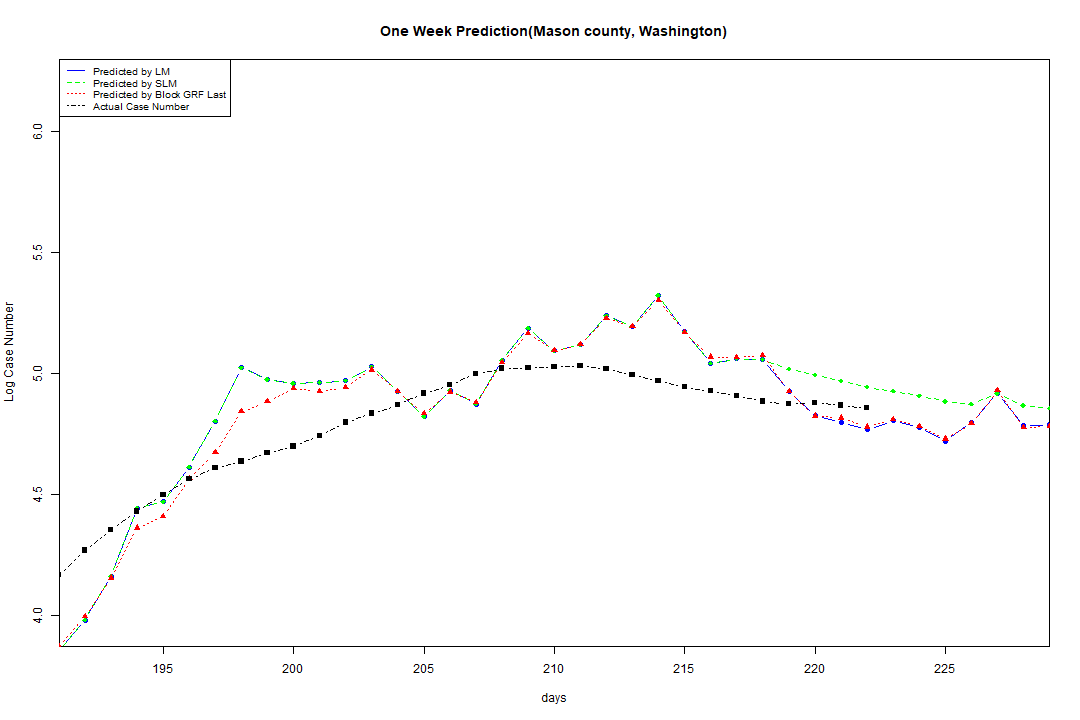 One Week Prediction(Mason county, Washington)
Predicted by LM
Predicted by SLM
Predicted by Block GRF Last
Actual Case Number
6.0
5.5
5.0
4.5
4.0
Log Case Number
195 200 205 210 215 220 225
days